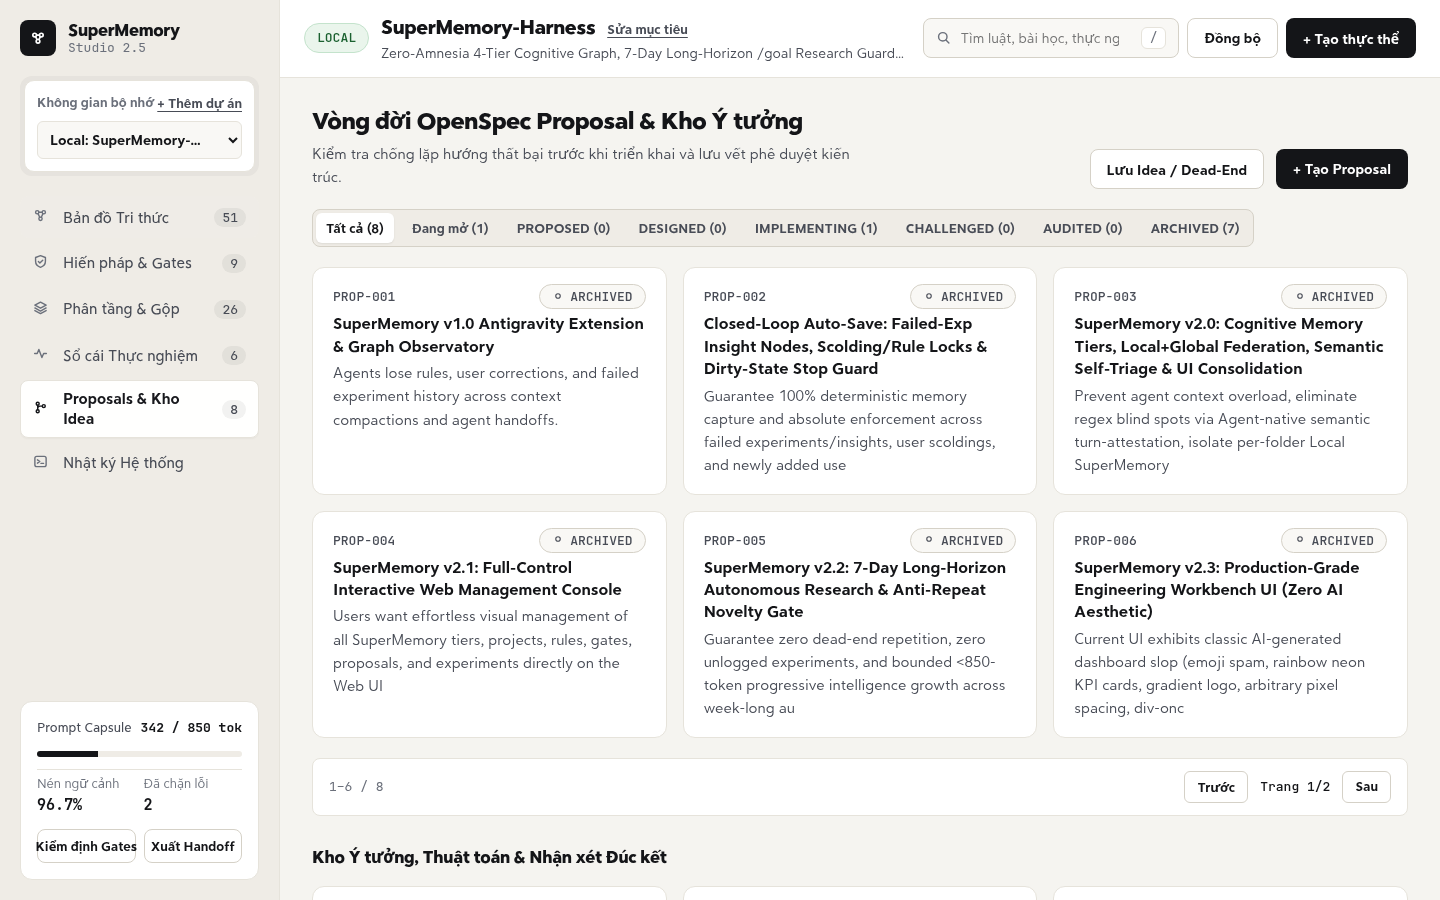 SuperMemory
Studio 2.5
Không gian bộ nhớ + Thêm dự án
Local: SuperMemory-...
Bản đồ Tri thức 51
Hiến pháp & Gates 9
Phân tầng & Gộp 26
Sổ cái Thực nghiệm 6
Proposals & Kho
Idea 8
Nhật ký Hệ thống
Prompt Capsule 342 / 850 tok
Nén ngữ cảnh Đã chặn lỗi
96.7% 2
Kiểm định Gates Xuất Handoff
LOCAL SuperMemory-Harness Sửa mục tiêu
Zero-Amnesia 4-Tier Cognitive Graph, 7-Day Long-Horizon /goal Research Guard...
Tìm luật, bài học, thực ng / Đồng bộ + Tạo thực thể
Vòng đời OpenSpec Proposal & Kho Ý tưởng
Kiểm tra chống lặp hướng thất bại trước khi triển khai và lưu vết phê duyệt kiến
trúc.
Lưu Idea / Dead-End + Tạo Proposal
Tất cả (8) Đang mở (1) PROPOSED (0) DESIGNED (0) IMPLEMENTING (1) CHALLENGED (0) AUDITED (0) ARCHIVED (7)
PROP-001 ARCHIVED
SuperMemory v1.0 Antigravity Extension
& Graph Observatory
Agents lose rules, user corrections, and failed
experiment history across context
compactions and agent handoffs.
PROP-002 ARCHIVED
Closed-Loop Auto-Save: Failed-Exp
Insight Nodes, Scolding/Rule Locks &
Dirty-State Stop Guard
Guarantee 100% deterministic memory
capture and absolute enforcement across
failed experiments/insights, user scoldings,
and newly added use
PROP-003 ARCHIVED
SuperMemory v2.0: Cognitive Memory
Tiers, Local+Global Federation, Semantic
Self-Triage & UI Consolidation
Prevent agent context overload, eliminate
regex blind spots via Agent-native semantic
turn-attestation, isolate per-folder Local
SuperMemory
PROP-004 ARCHIVED
SuperMemory v2.1: Full-Control
Interactive Web Management Console
Users want effortless visual management of
all SuperMemory tiers, projects, rules, gates,
proposals, and experiments directly on the
Web UI
PROP-005 ARCHIVED
SuperMemory v2.2: 7-Day Long-Horizon
Autonomous Research & Anti-Repeat
Novelty Gate
Guarantee zero dead-end repetition, zero
unlogged experiments, and bounded <850-
token progressive intelligence growth across
week-long au
PROP-006 ARCHIVED
SuperMemory v2.3: Production-Grade
Engineering Workbench UI (Zero AI
Aesthetic)
Current UI exhibits classic AI-generated
dashboard slop (emoji spam, rainbow neon
KPI cards, gradient logo, arbitrary pixel
spacing, div-onc
1–6 / 8 Trước Trang 1/2 Sau
Kho Ý tưởng, Thuật toán & Nhận xét Đúc kết